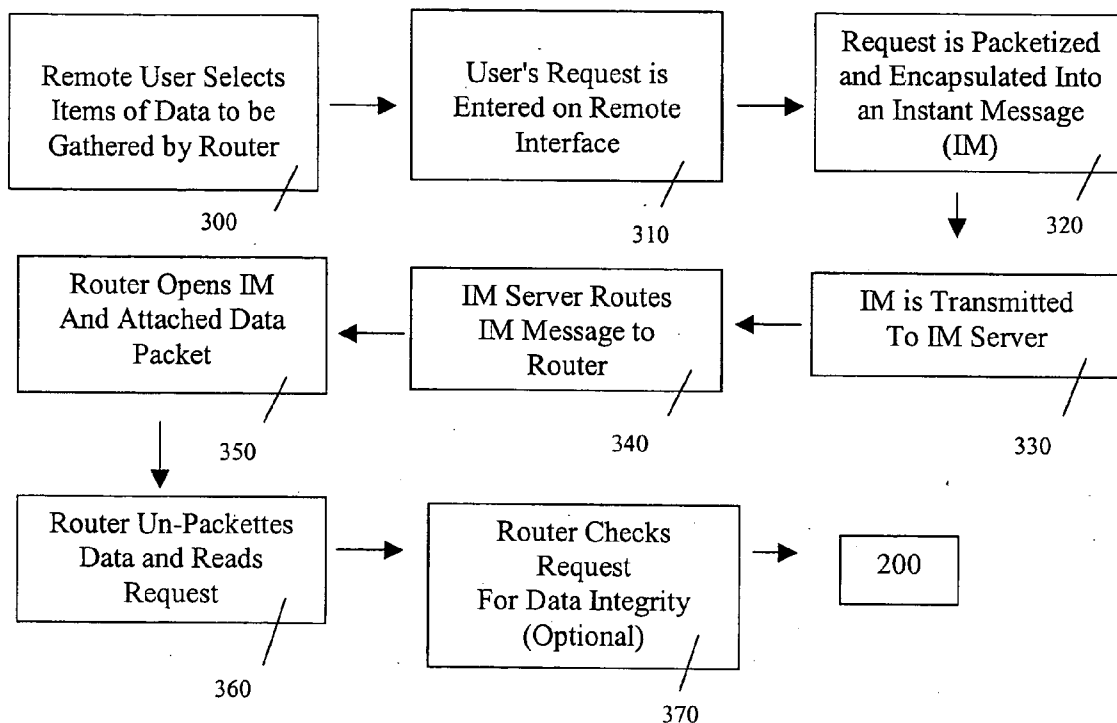 Remote User Selects
Items of Data to be
Gathered by Router
300
User's Request is
Entered on Remote
Interface
310
Request is Packetized
and Encapsulated Into
an Instant Message
(IM)
320
IM is Transmitted
To IM Server
330
IM Server Routes
IM Message to
Router
340
Router Opens IM
And Attached Data
Packet
350
Router Un-Packettes
Data and Reads
Request
360
Router Checks
Request
For Data Integrity
(Optional)
370
200